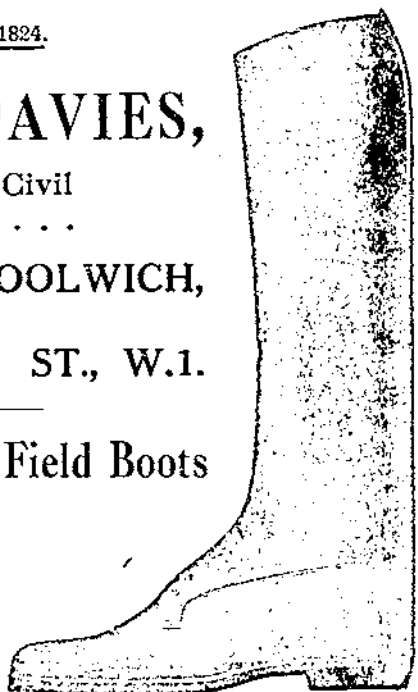 1824.
AVIES,
Civil
. . .
OOLWICH,
ST., W.1.
Field Boots